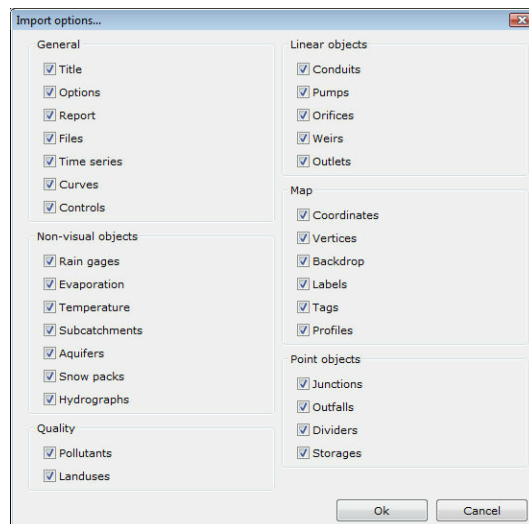 Import options...
General
Title
Options
Report
Files
Time series
Curves
Controls
Non-visual objects
Rain gages
Evaporation
Temperature
Subcatchments
Aquifers
Snow packs
Hydrographs
Quality
Pollutants
Landuses
Linear objects
Conduits
Pumps
Orifices
Weirs
Outlets
Map
Coordinates
Vertices
Backdrop
Labels
Tags
Profiles
Point objects
Junctions
Outfalls
Dividers
Storages
Ok
Cancel